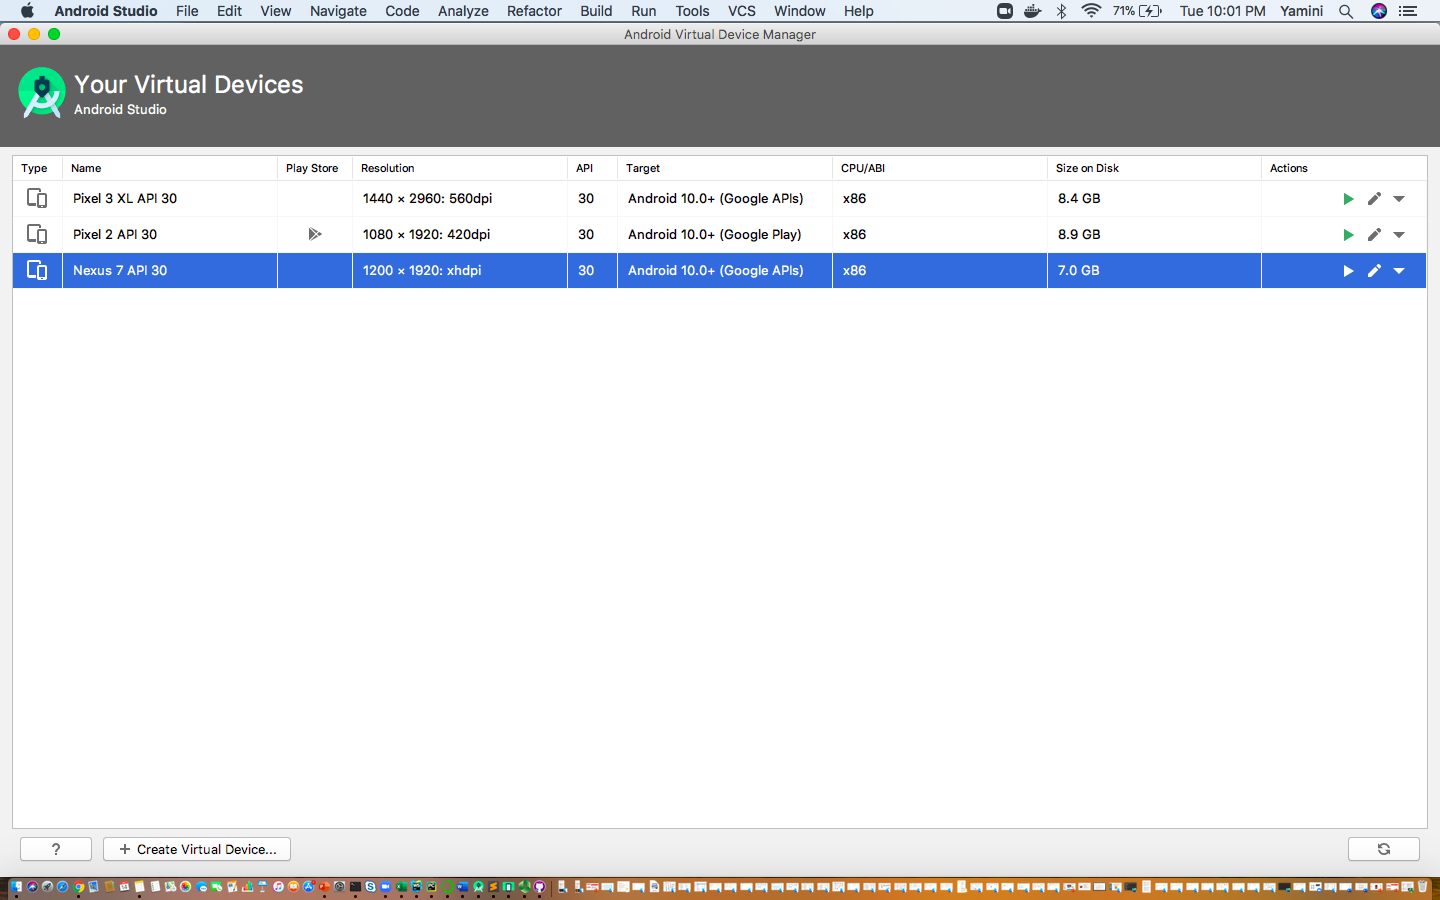 Android Studio File Edit View Navigate Code Analyze Refactor Build Run Tools VCS Window Help 71% Tue 10:01 PM Yamini
Android Virtual Device Manager
Your Virtual Devices
Android Studio
Type Name Play Store Resolution API Target CPU/ABI Size on Disk Actions
Pixel 3 XL API 30 1440 × 2960: 560dpi 30 Android 10.0+ (Google APIs) x86 8.4 GB
Pixel 2 API 30 1080 × 1920: 420dpi 30 Android 10.0+ (Google Play) x86 8.9 GB
Nexus 7 API 30 1200 × 1920: xhdpi 30 Android 10.0+ (Google APIs) x86 7.0 GB
? + Create Virtual Device...